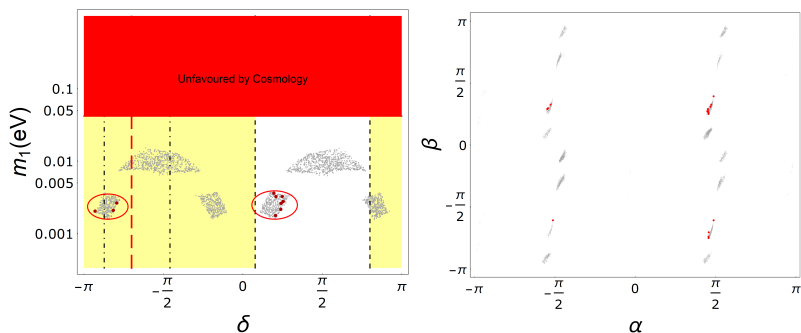 Unfavoured by Cosmology
m₁(eV)
0.1
0.05
0.01
0.005
0.001
−π
−π/2
0
π/2
π
δ
π
π/2
0
−π/2
−π
β
−π
−π/2
0
π/2
π
α